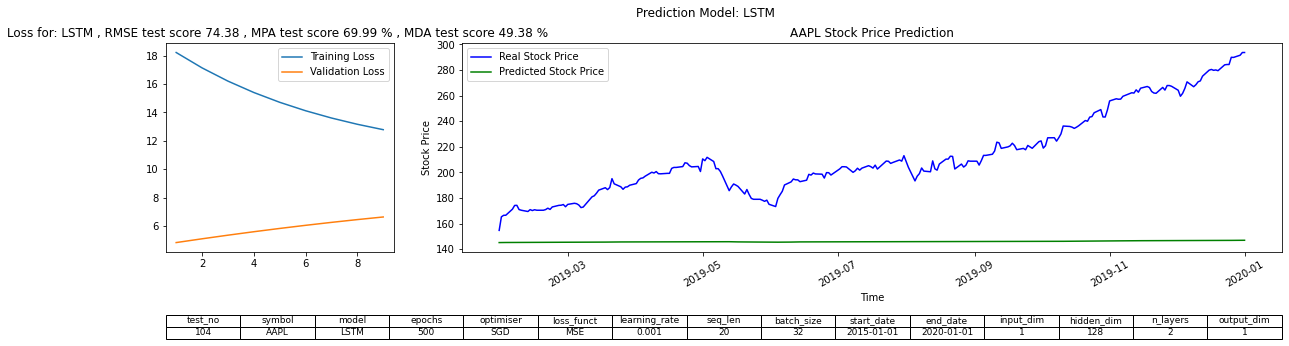 Prediction Model: LSTM
Loss for: LSTM , RMSE test score 74.38 , MPA test score 69.99 % , MDA test score 49.38 %
18
16
14
12
10
8
6
2 4 6 8
Training Loss
Validation Loss
AAPL Stock Price Prediction
Stock Price
300
280
260
240
220
200
180
160
140
Real Stock Price
Predicted Stock Price
2019-03 2019-05 2019-07 2019-09 2019-11 2020-01
Time
test_no symbol model epochs optimiser loss_funct learning_rate seq_len batch_size start_date end_date input_dim hidden_dim n_layers output_dim
104 AAPL LSTM 500 SGD MSE 0.001 20 32 2015-01-01 2020-01-01 1 128 2 1